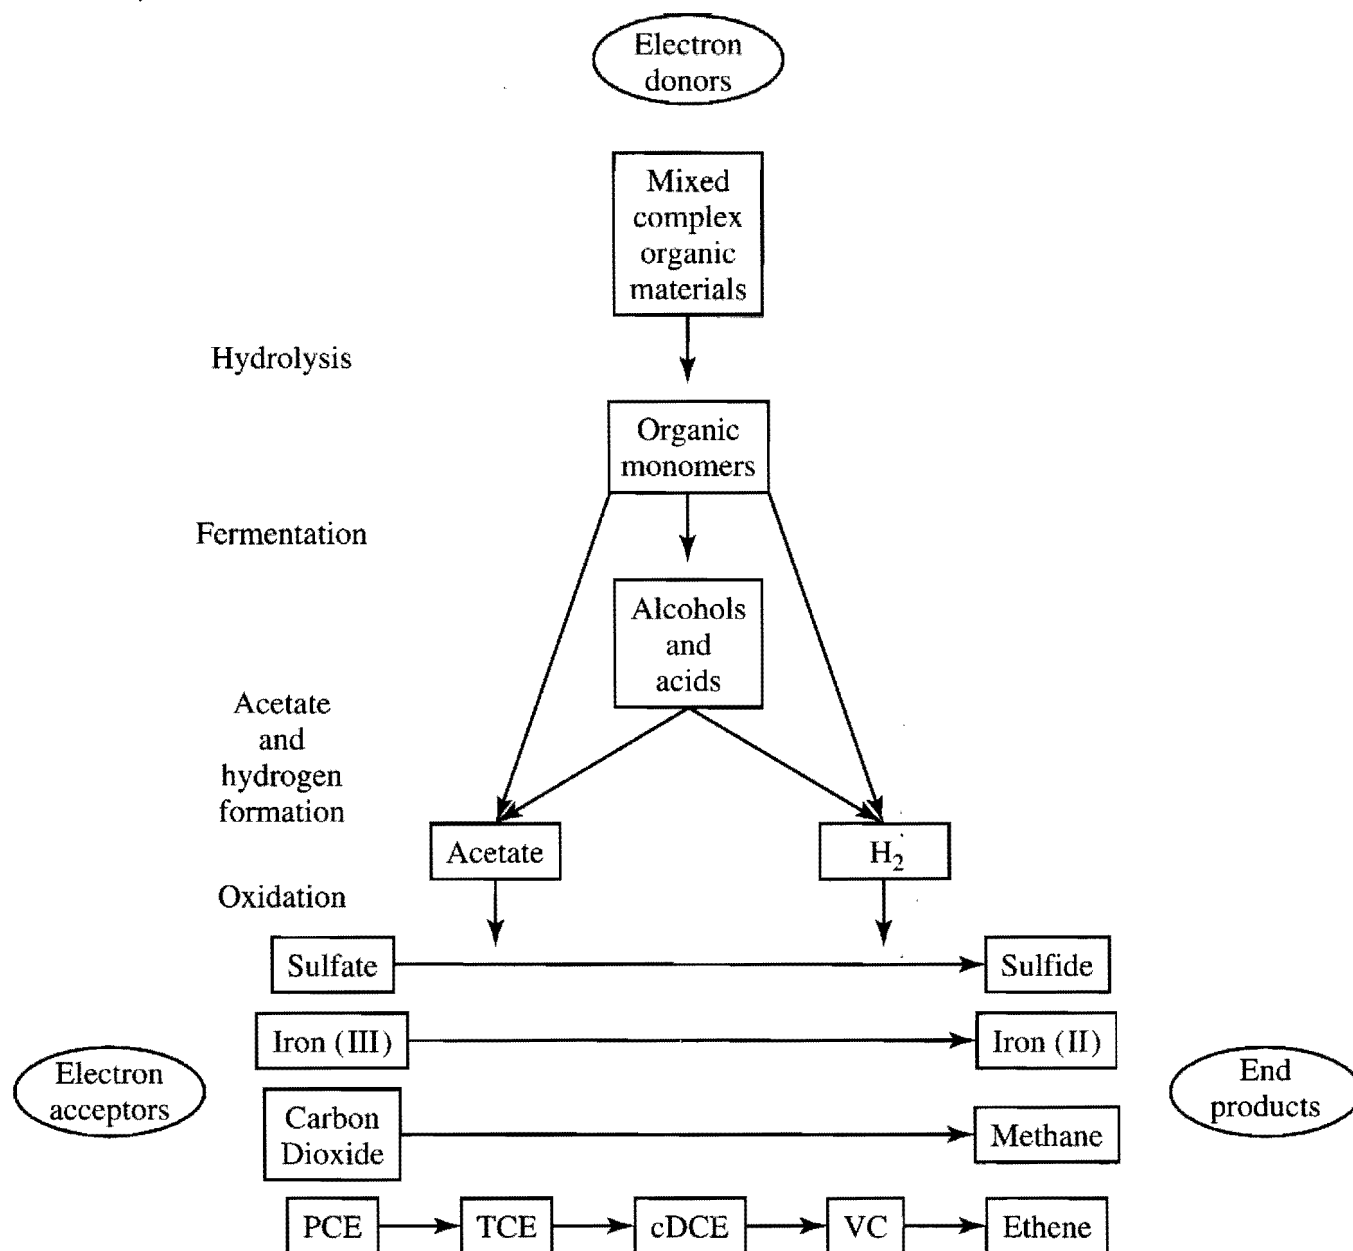 Electron
donors
Mixed
complex
organic
materials
Hydrolysis
Organic
monomers
Fermentation
Alcohols
and
acids
Acetate
and
hydrogen
formation
Acetate
H₂
Oxidation
Sulfate
Sulfide
Iron (III)
Iron (II)
Electron
acceptors
End
products
Carbon
Dioxide
Methane
PCE
TCE
cDCE
VC
Ethene